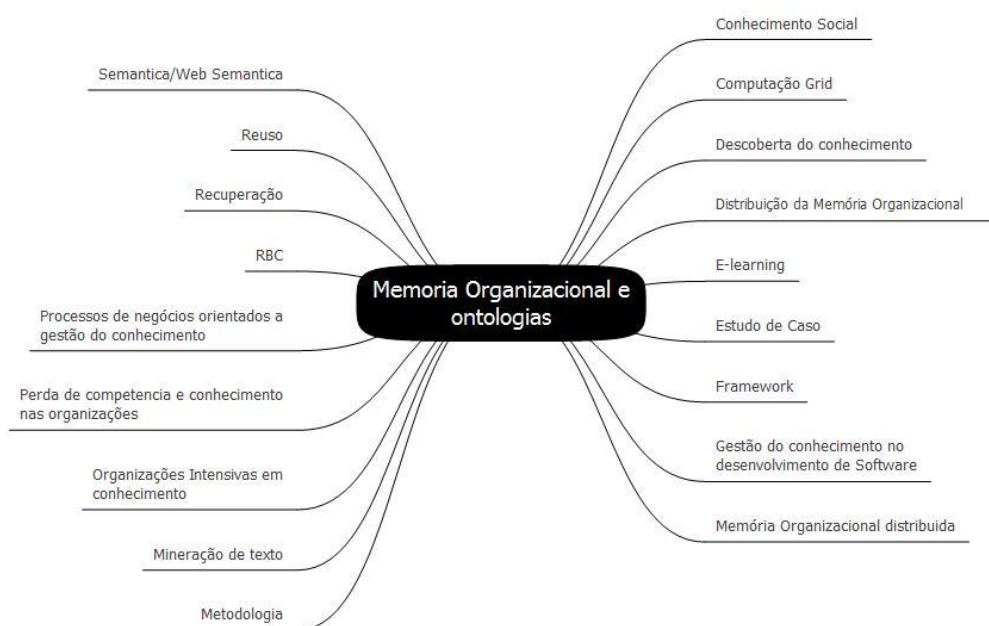 Conhecimento Social
Semantica/Web Semantica
Computação Grid
Reuso
Descoberta do conhecimento
Recuperação
Distribuição da Memória Organizacional
RBC
E-learning
Memoria Organizacional e
ontologias
Processos de negócios orientados a
gestão do conhecimento
Estudo de Caso
Perda de competencia e conhecimento
nas organizações
Framework
Organizações Intensivas em
conhecimento
Gestão do conhecimento no
desenvolvimento de Software
Mineração de texto
Memória Organizacional distribuida
Metodologia